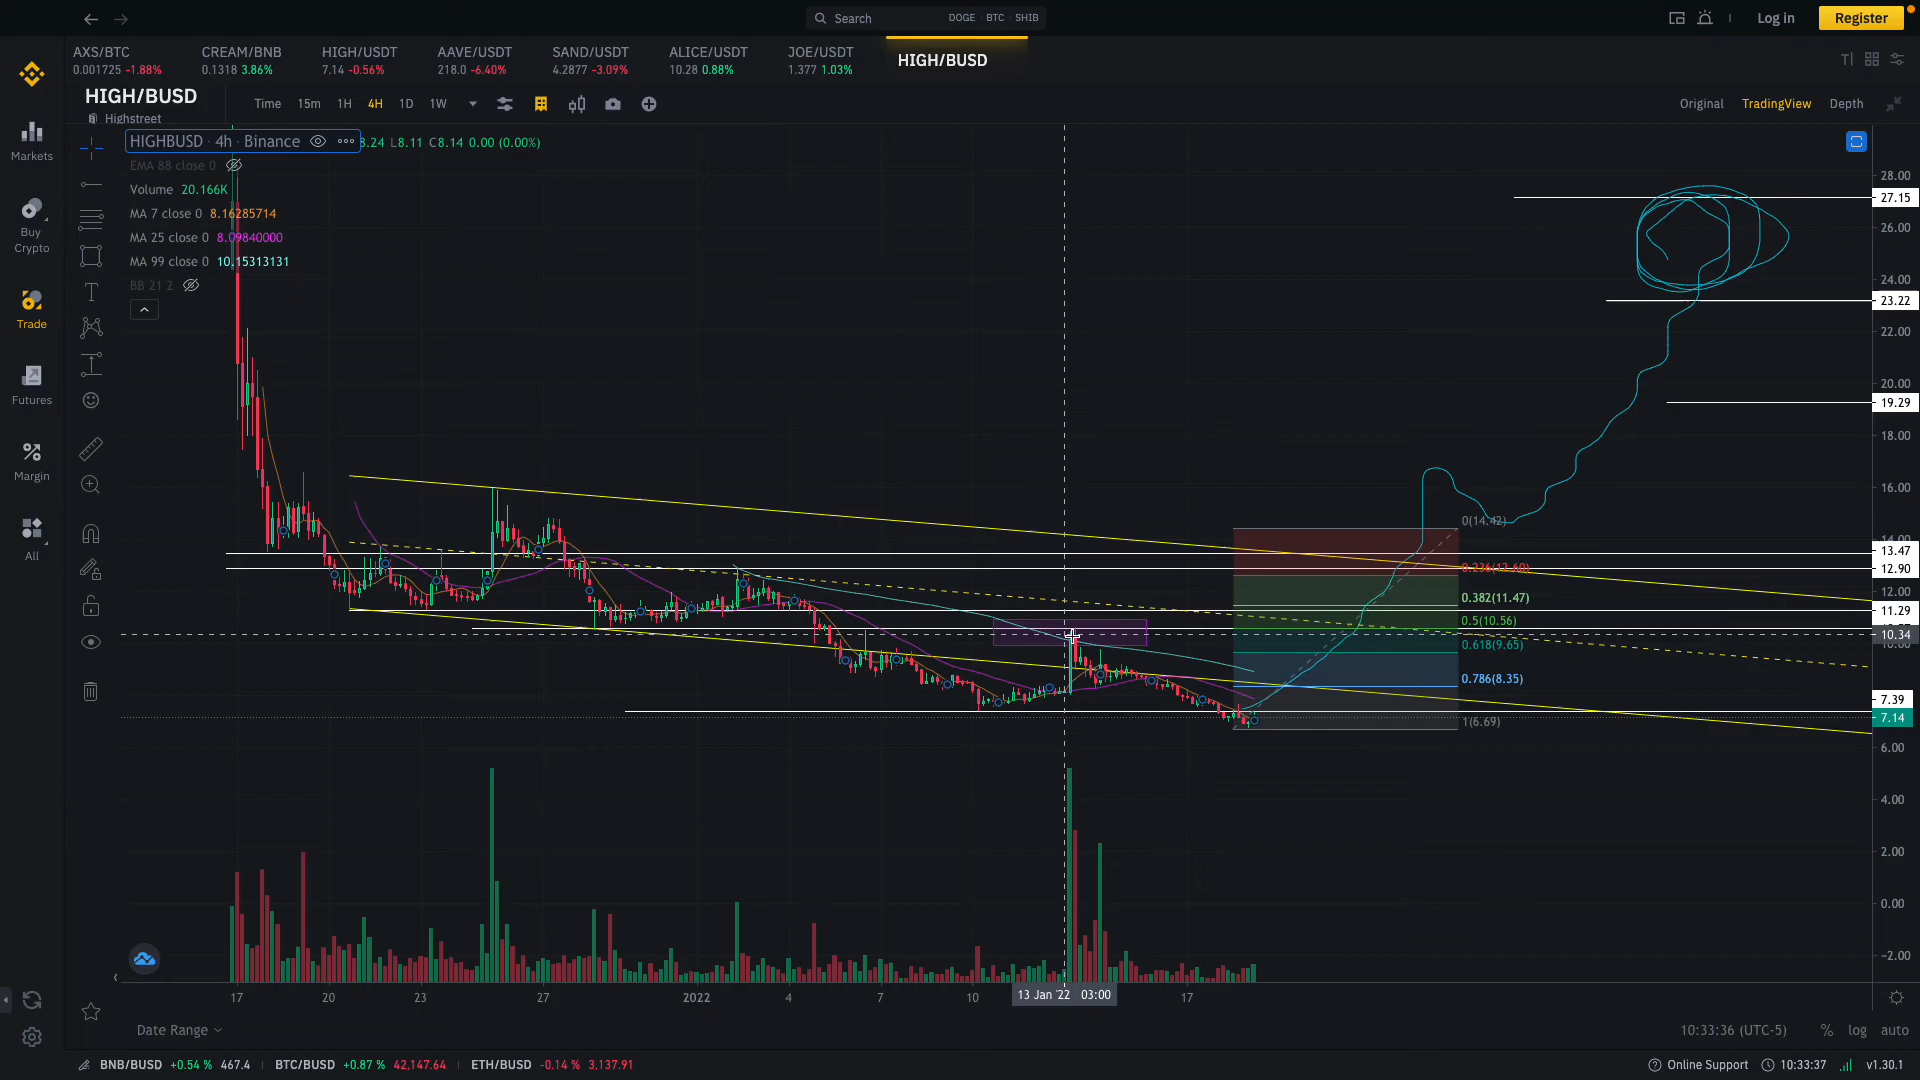 Search DOGE · BTC · SHIB
Log in
Register
AXS/BTC
0.001725 -1.88%
CREAM/BNB
0.1318 3.86%
HIGH/USDT
7.14 -0.56%
AAVE/USDT
218.0 -6.40%
SAND/USDT
4.2877 -3.09%
ALICE/USDT
10.28 0.88%
JOE/USDT
1.377 1.03%
HIGH/BUSD
HIGH/BUSD
Highstreet
Time 15m 1H 4H 1D 1W
Original TradingView Depth
Markets
Buy
Crypto
Trade
Futures
Margin
All
HIGHBUSD · 4h · Binance
8.24 L8.11 C8.14 0.00 (0.00%)
EMA 88 close 0
Volume 20.166K
MA 7 close 0 8.16285714
MA 25 close 0 8.09840000
MA 99 close 0 10.15313131
BB 21 2
0(14.42)
0.236(12.60)
0.382(11.47)
0.5(10.56)
0.618(9.65)
0.786(8.35)
1(6.69)
28.00
27.15
26.00
24.00
23.22
22.00
20.00
19.29
18.00
16.00
14.00
13.47
12.90
12.00
11.29
10.34
10.00
7.39
7.14
6.00
4.00
2.00
0.00
-2.00
17 20 23 27 2022 4 7 10 13 Jan '22 03:00 17
Date Range
10:33:36 (UTC-5) % log auto
BNB/BUSD +0.54 % 467.4
BTC/BUSD +0.87 % 42,147.64
ETH/BUSD -0.14 % 3,137.91
Online Support 10:33:37 v1.30.1